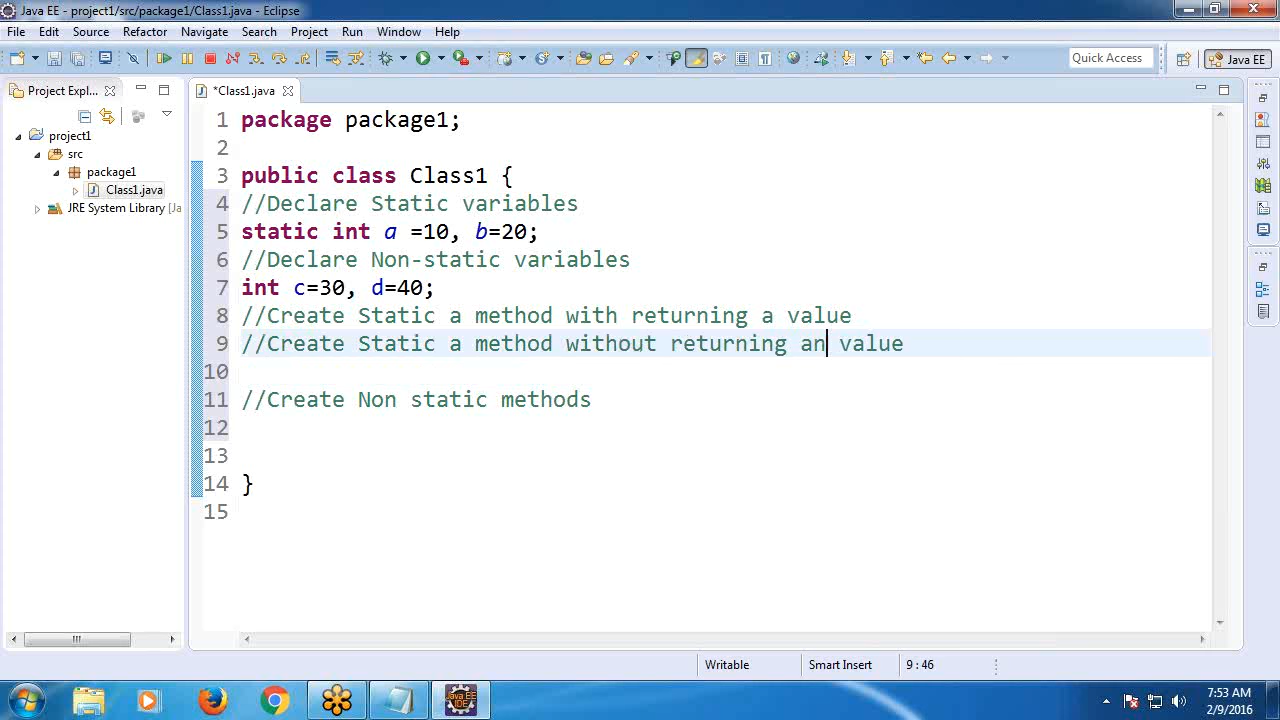 Java EE - project1/src/package1/Class1.java - Eclipse
File Edit Source Refactor Navigate Search Project Run Window Help
Quick Access
Java EE
Project Expl...
*Class1.java
project1
src
package1
Class1.java
JRE System Library [Ja
1 package package1;
2
3 public class Class1 {
4 //Declare Static variables
5 static int a =10, b=20;
6 //Declare Non-static variables
7 int c=30, d=40;
8 //Create Static a method with returning a value
9 //Create Static a method without returning an value
10
11 //Create Non static methods
12
13
14 }
15
Writable Smart Insert 9 : 46
Java EE
IDE
7:53 AM
2/9/2016